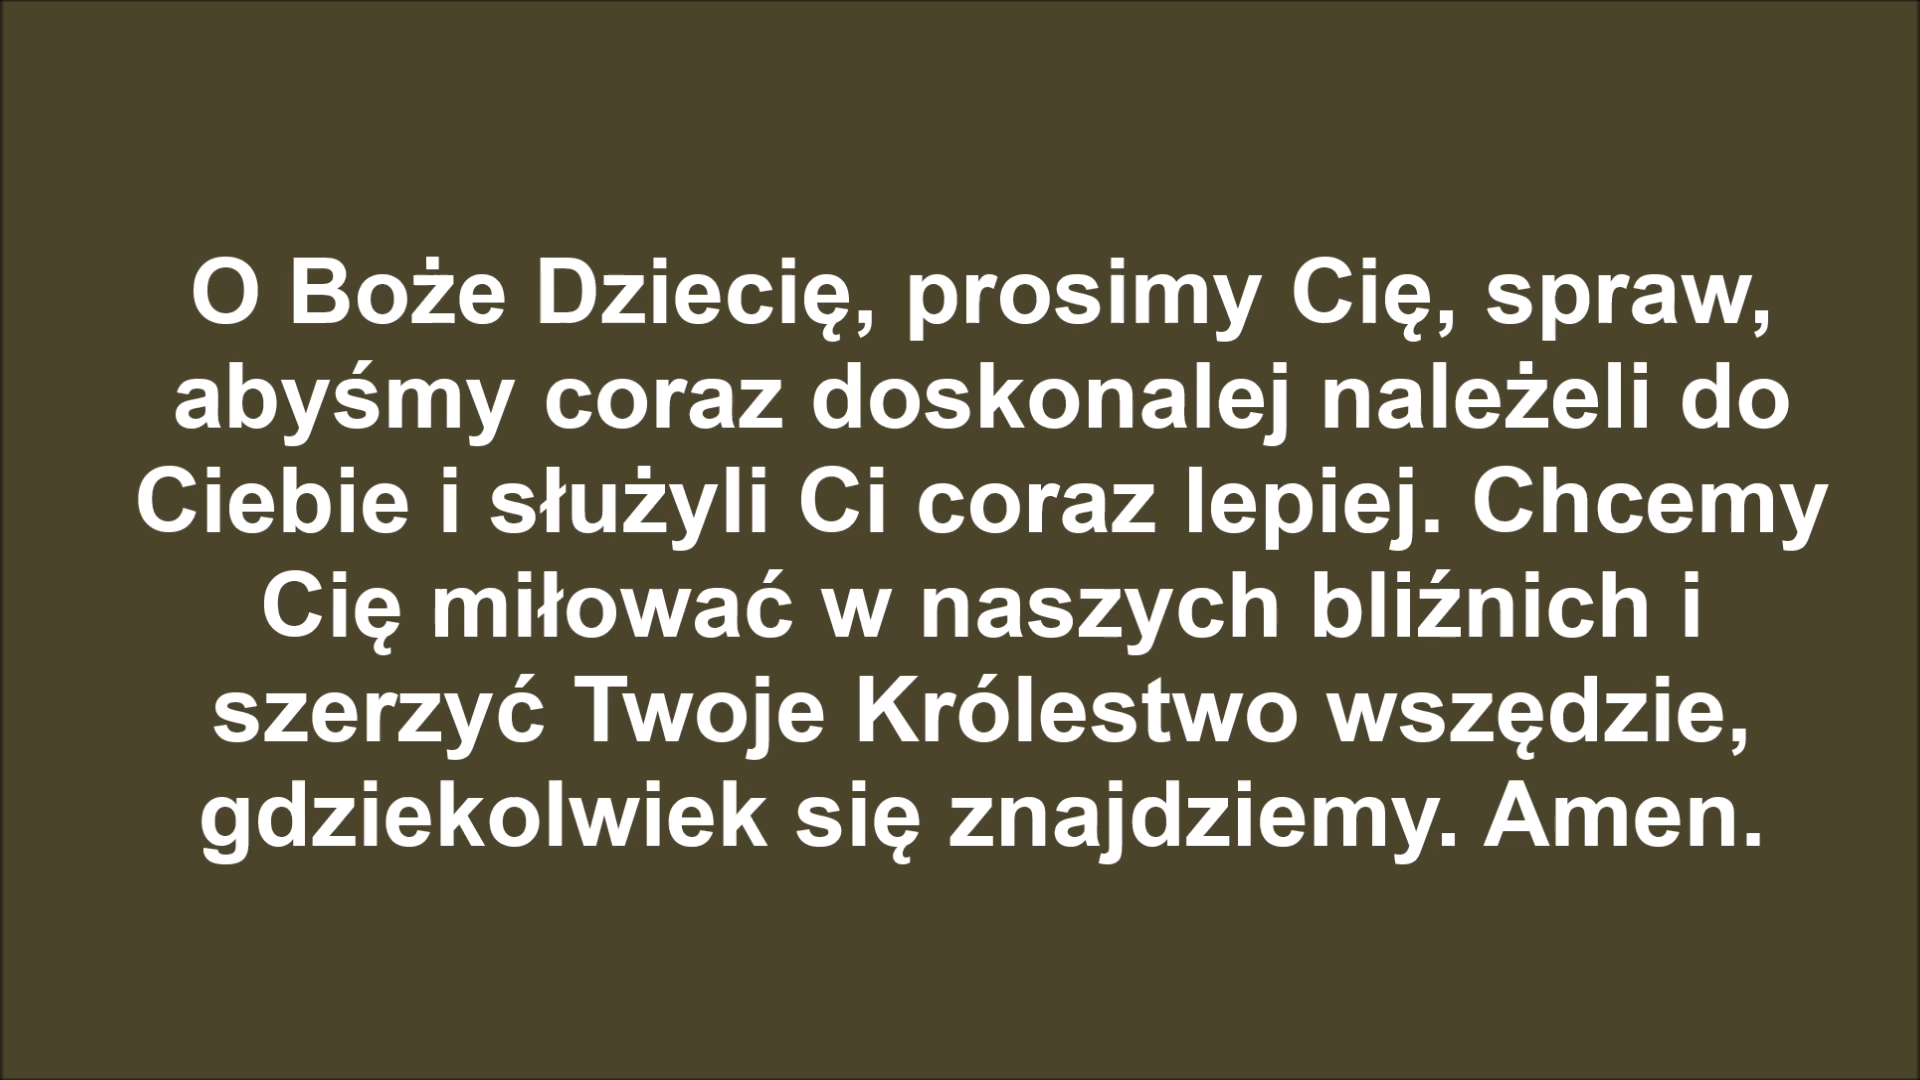 O Boże Dziecię, prosimy Cię, spraw,
abyśmy coraz doskonalej należeli do
Ciebie i służyli Ci coraz lepiej. Chcemy
Cię miłować w naszych bliźnich i
szerzyć Twoje Królestwo wszędzie,
gdziekolwiek się znajdziemy. Amen.